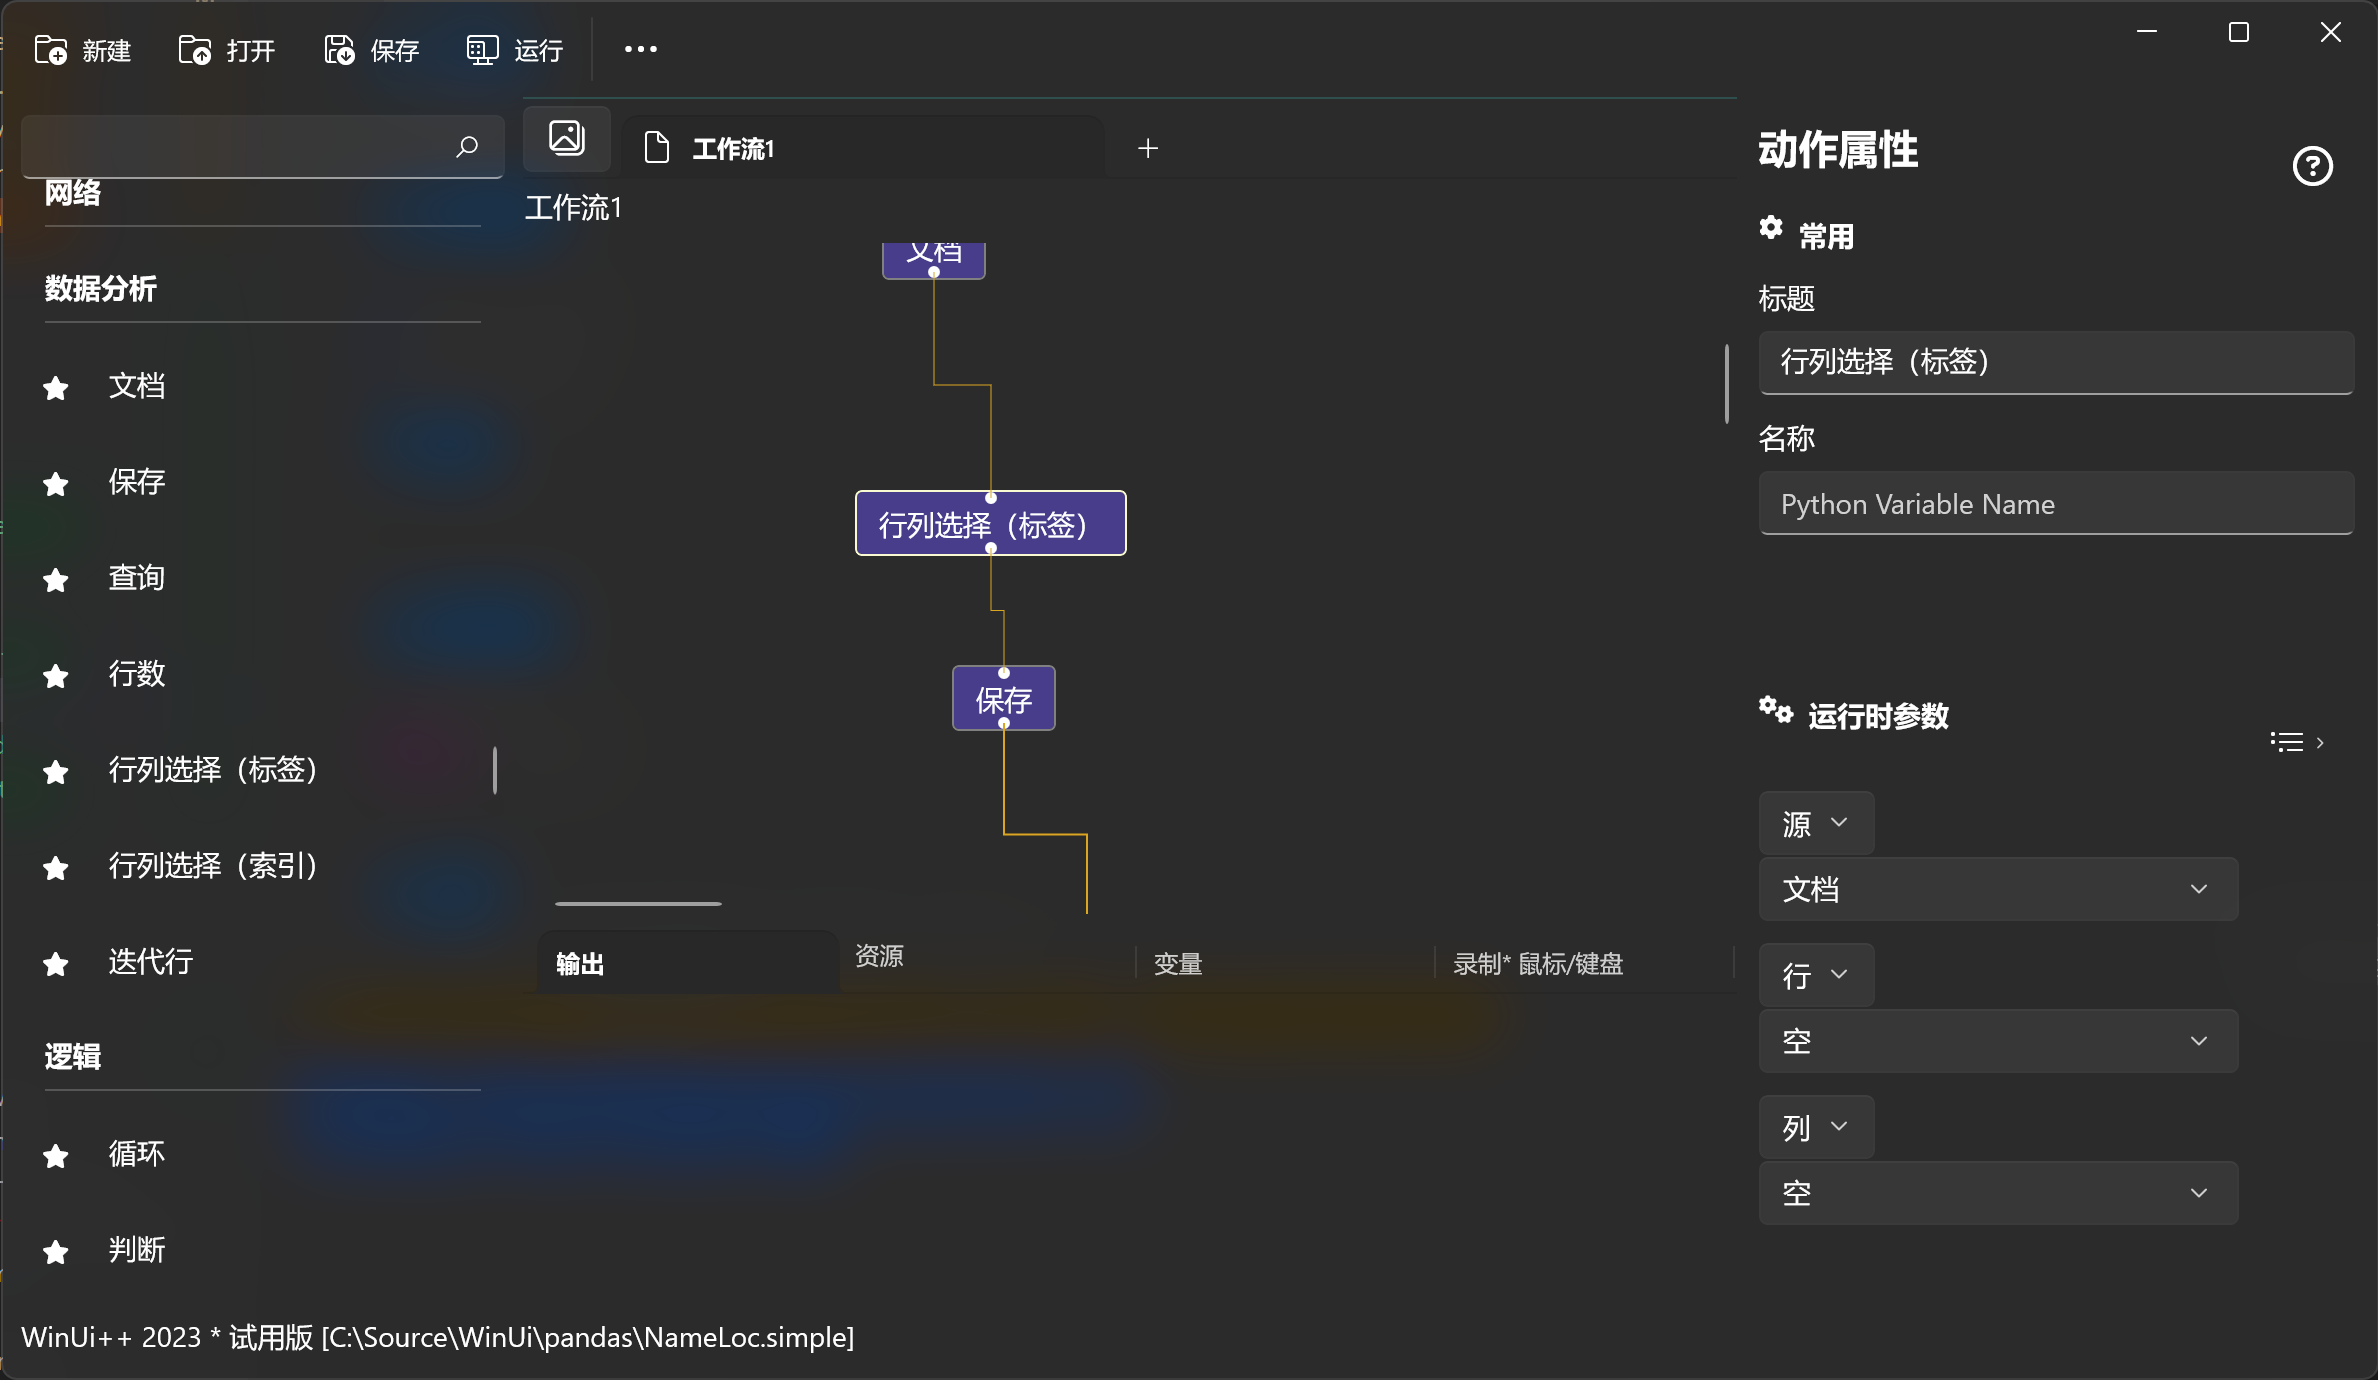 新建
打开
保存
运行
网络
数据分析
文档
保存
查询
行数
行列选择（标签）
行列选择（索引）
迭代行
逻辑
循环
判断
工作流1
工作流1
文档
行列选择（标签）
保存
输出
资源
变量
录制* 鼠标/键盘
动作属性
常用
标题
行列选择（标签）
名称
Python Variable Name
运行时参数
源
文档
行
空
列
空
WinUi++ 2023 * 试用版 [C:\Source\WinUi\pandas\NameLoc.simple]